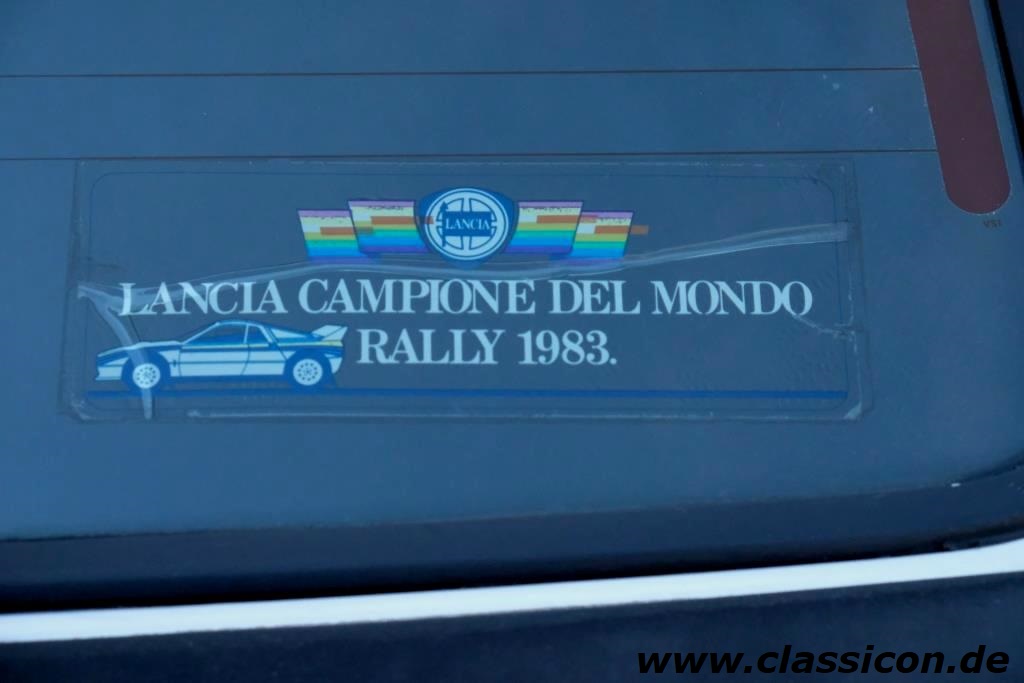 LANCIA
LANCIA CAMPIONE DEL MONDO
RALLY 1983.
www.classicon.de